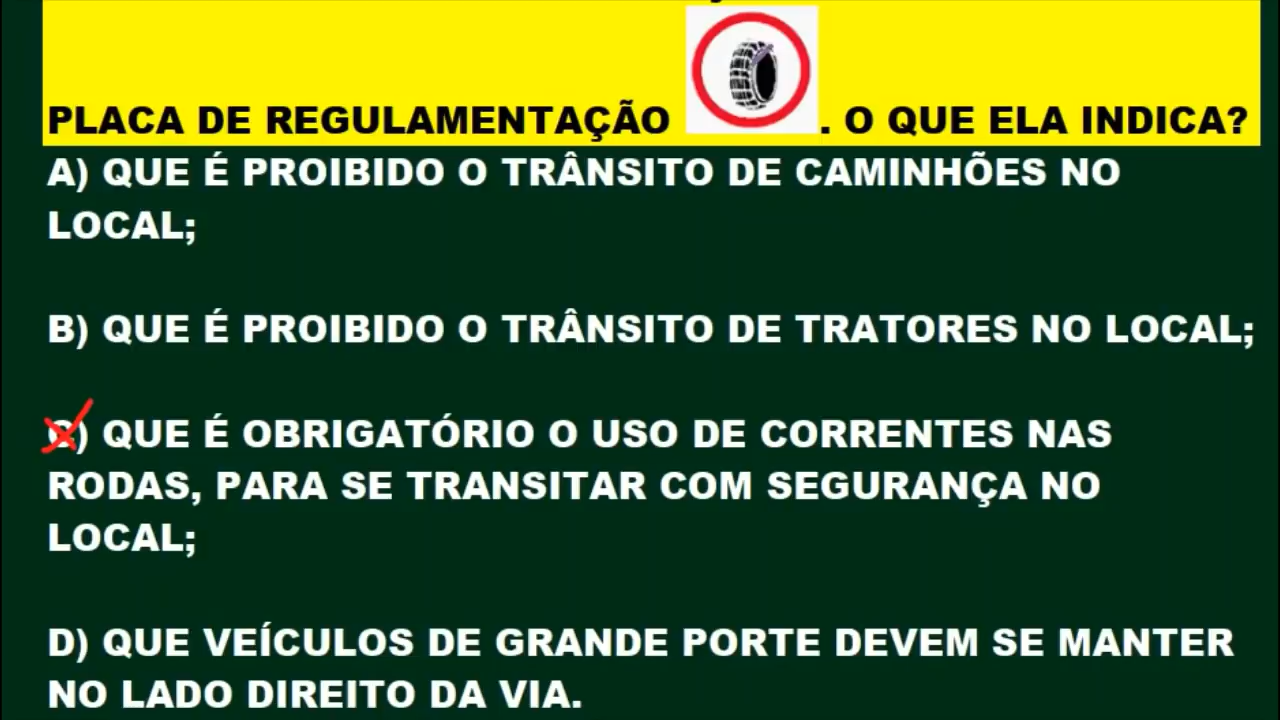 PLACA DE REGULAMENTAÇÃO . O QUE ELA INDICA?
A) QUE É PROIBIDO O TRÂNSITO DE CAMINHÕES NO
LOCAL;
B) QUE É PROIBIDO O TRÂNSITO DE TRATORES NO LOCAL;
C) QUE É OBRIGATÓRIO O USO DE CORRENTES NAS
RODAS, PARA SE TRANSITAR COM SEGURANÇA NO
LOCAL;
D) QUE VEÍCULOS DE GRANDE PORTE DEVEM SE MANTER
NO LADO DIREITO DA VIA.